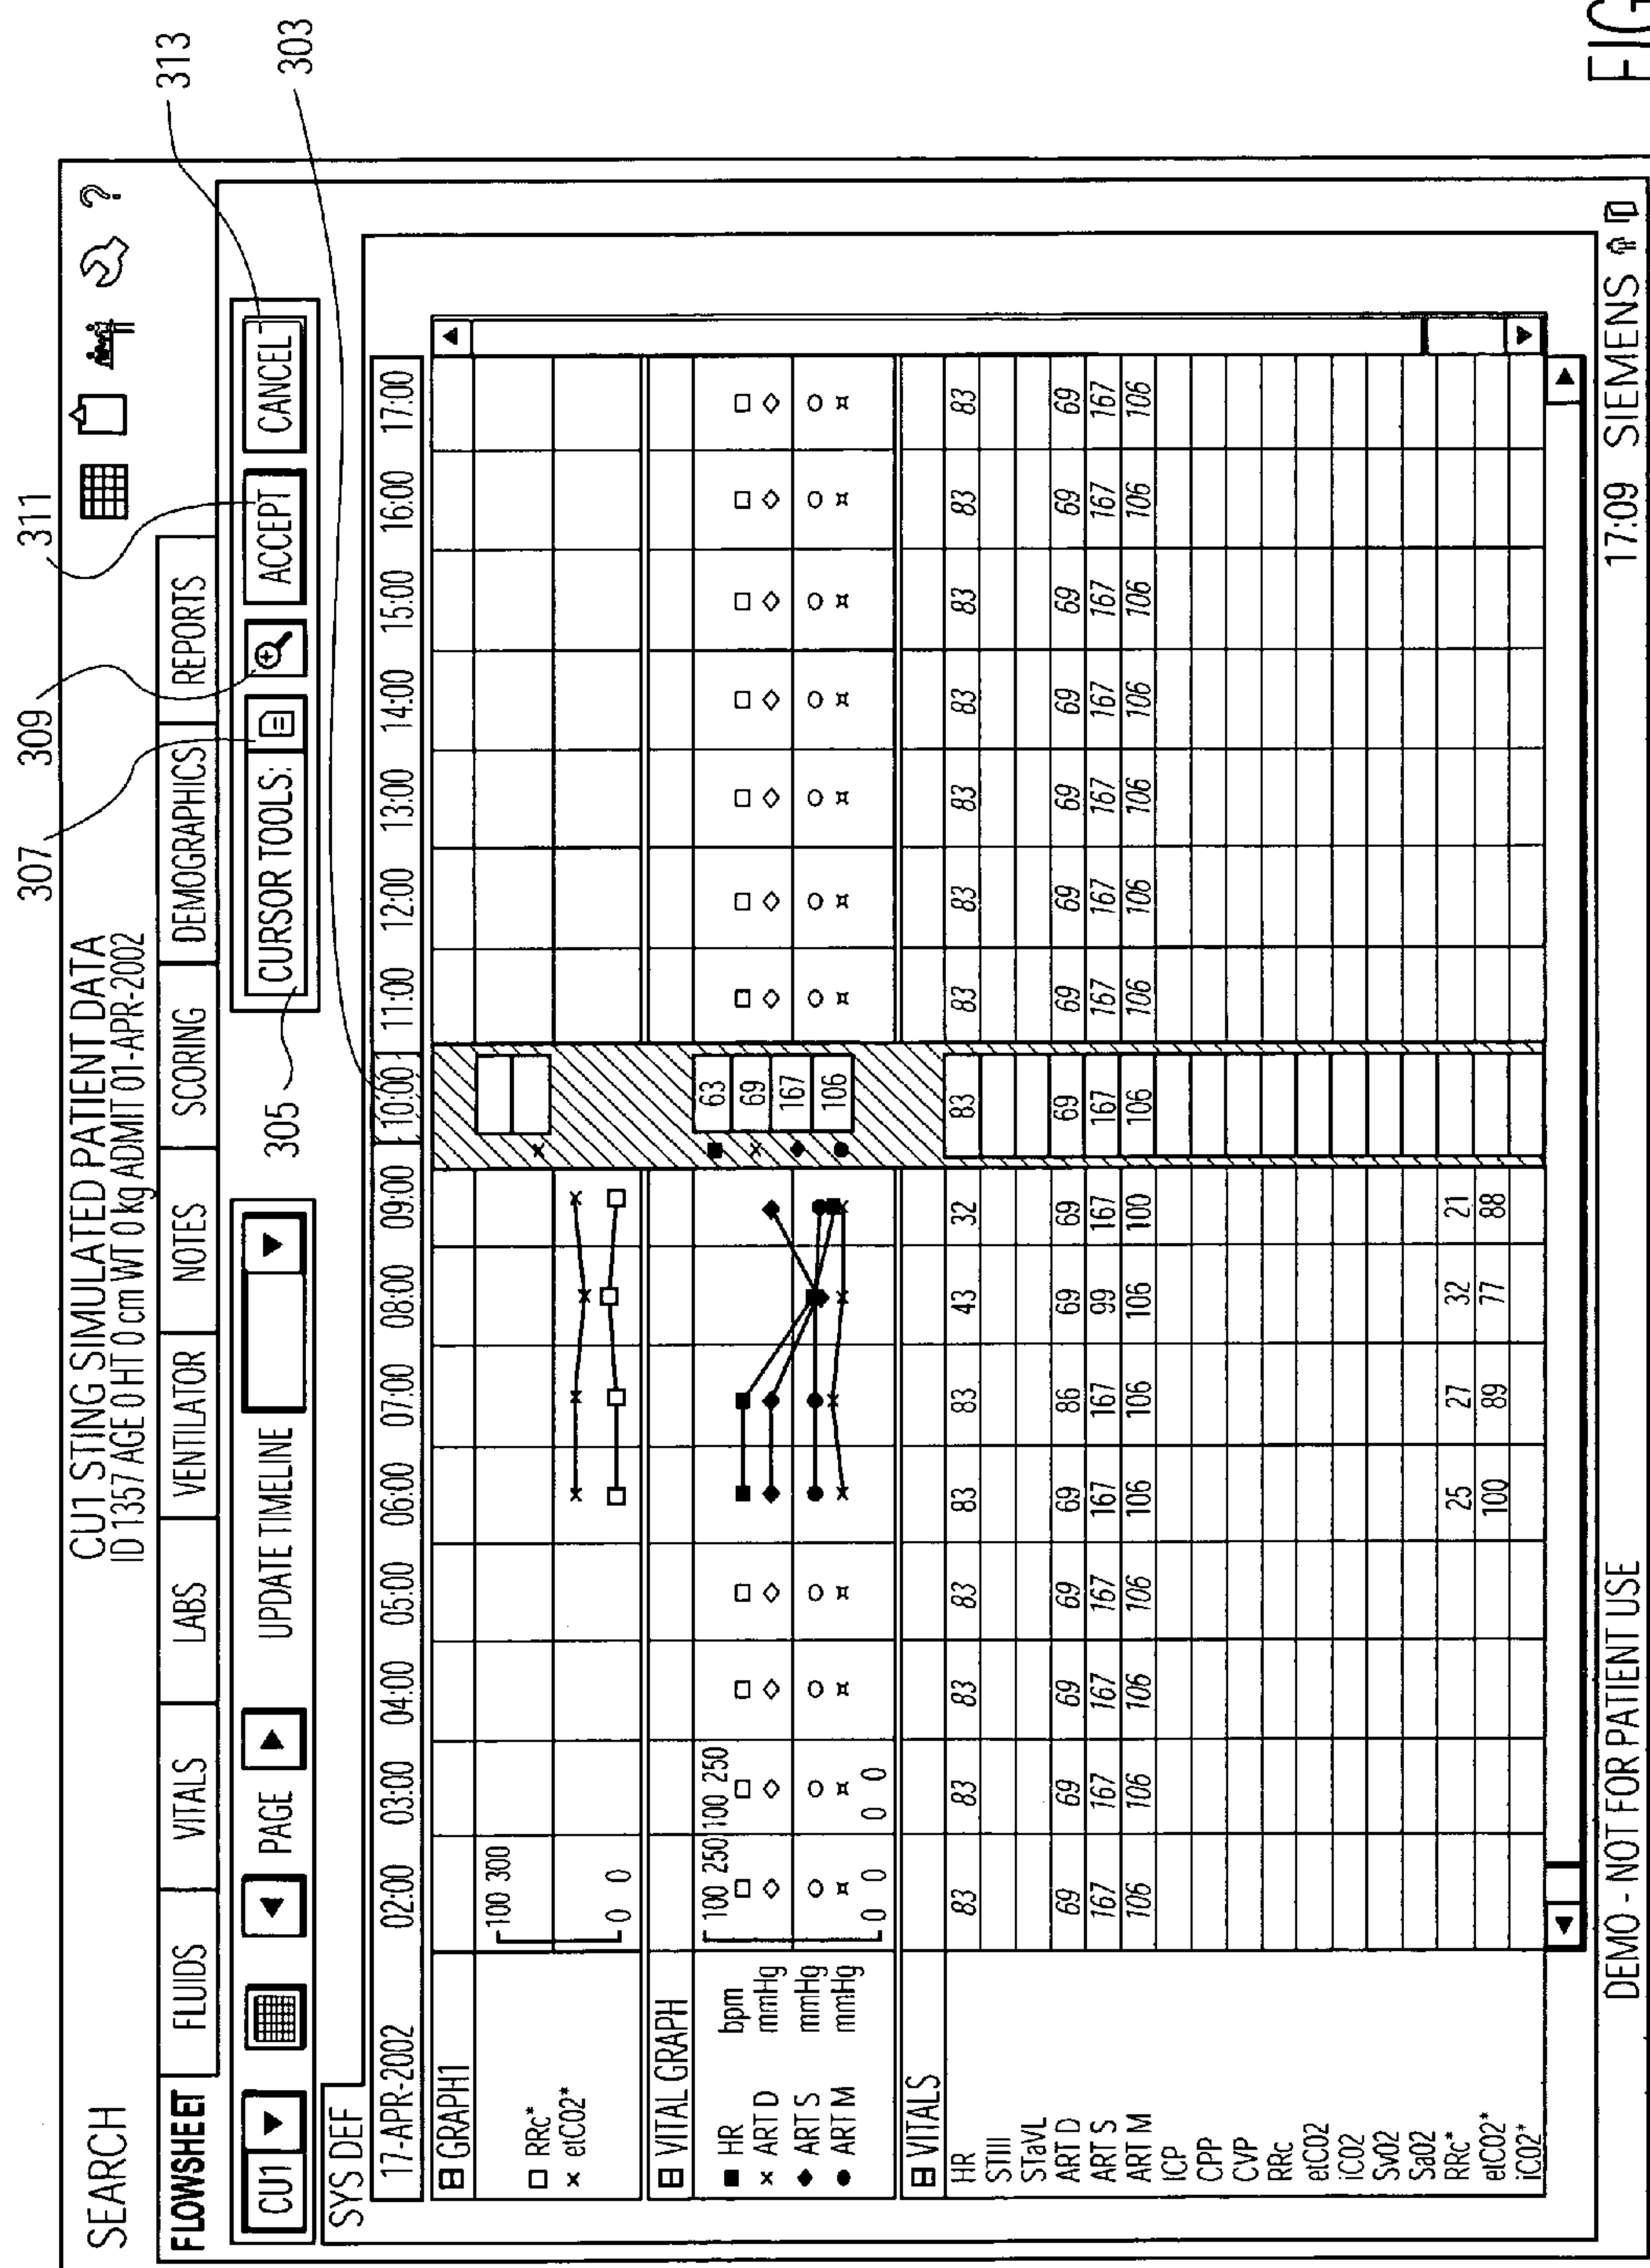 307
309
311
313
303
305
CU1 STING SIMULATED PATIENT DATA
ID 1357 AGE 0 HT 0 cm WT 0 kg ADMIT 01-APR-2002
SEARCH
?
FLOWSHEET FLUIDS VITALS LABS VENTILATOR NOTES SCORING DEMOGRAPHICS REPORTS
CU1 PAGE UPDATE TIMELINE CURSOR TOOLS: ACCEPT CANCEL
SYS DEF
17-APR-2002 02:00 03:00 04:00 05:00 06:00 07:00 08:00 09:00 10:00 11:00 12:00 13:00 14:00 15:00 16:00 17:00
GRAPH1
100 300
RRc*
etC02*
0 0
VITAL GRAPH
100 250 100 250
HR bpm 63
ART D mmHg 69
ART S mmHg 167
ART M mmHg 106
0 0 0 0
VITALS
HR 83 83 83 83 83 83 43 32 83 83 83 83 83 83 83 83
STIII
STaVL
ART D 69 69 69 69 69 86 69 69 69 69 69 69 69 69 69 69
ART S 167 167 167 167 167 167 99 167 167 167 167 167 167 167 167 167
ART M 106 106 106 106 106 106 106 100 106 106 106 106 106 106 106 106
ICP
CPP
CVP
RRc
etC02
iC02
Sv02
Sa02
RRc* 25 27 32 21
etC02* 100 89 77 88
iC02*
DEMO - NOT FOR PATIENT USE 17:09 SIEMENS
FIG